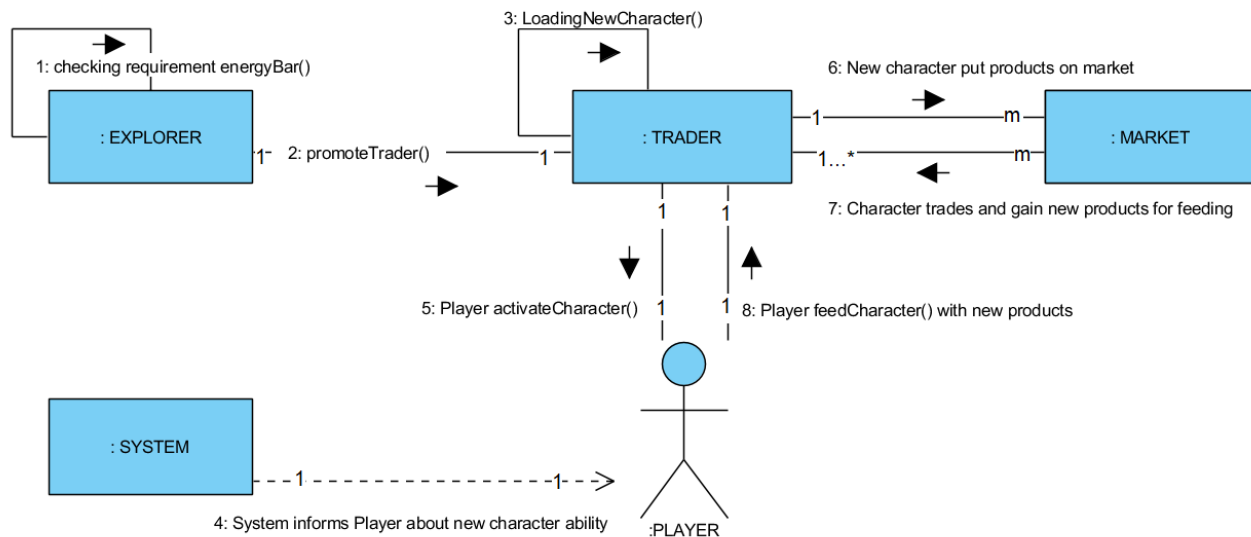 3: LoadingNewCharacter()
1: checking requirement energyBar()
6: New character put products on market
: EXPLORER
: TRADER
: MARKET
1
m
1
2: promoteTrader()
1
1...*
m
7: Character trades and gain new products for feeding
1
1
5: Player activateCharacter()
1
1
8: Player feedCharacter() with new products
: SYSTEM
1
1
4: System informs Player about new character ability
:PLAYER